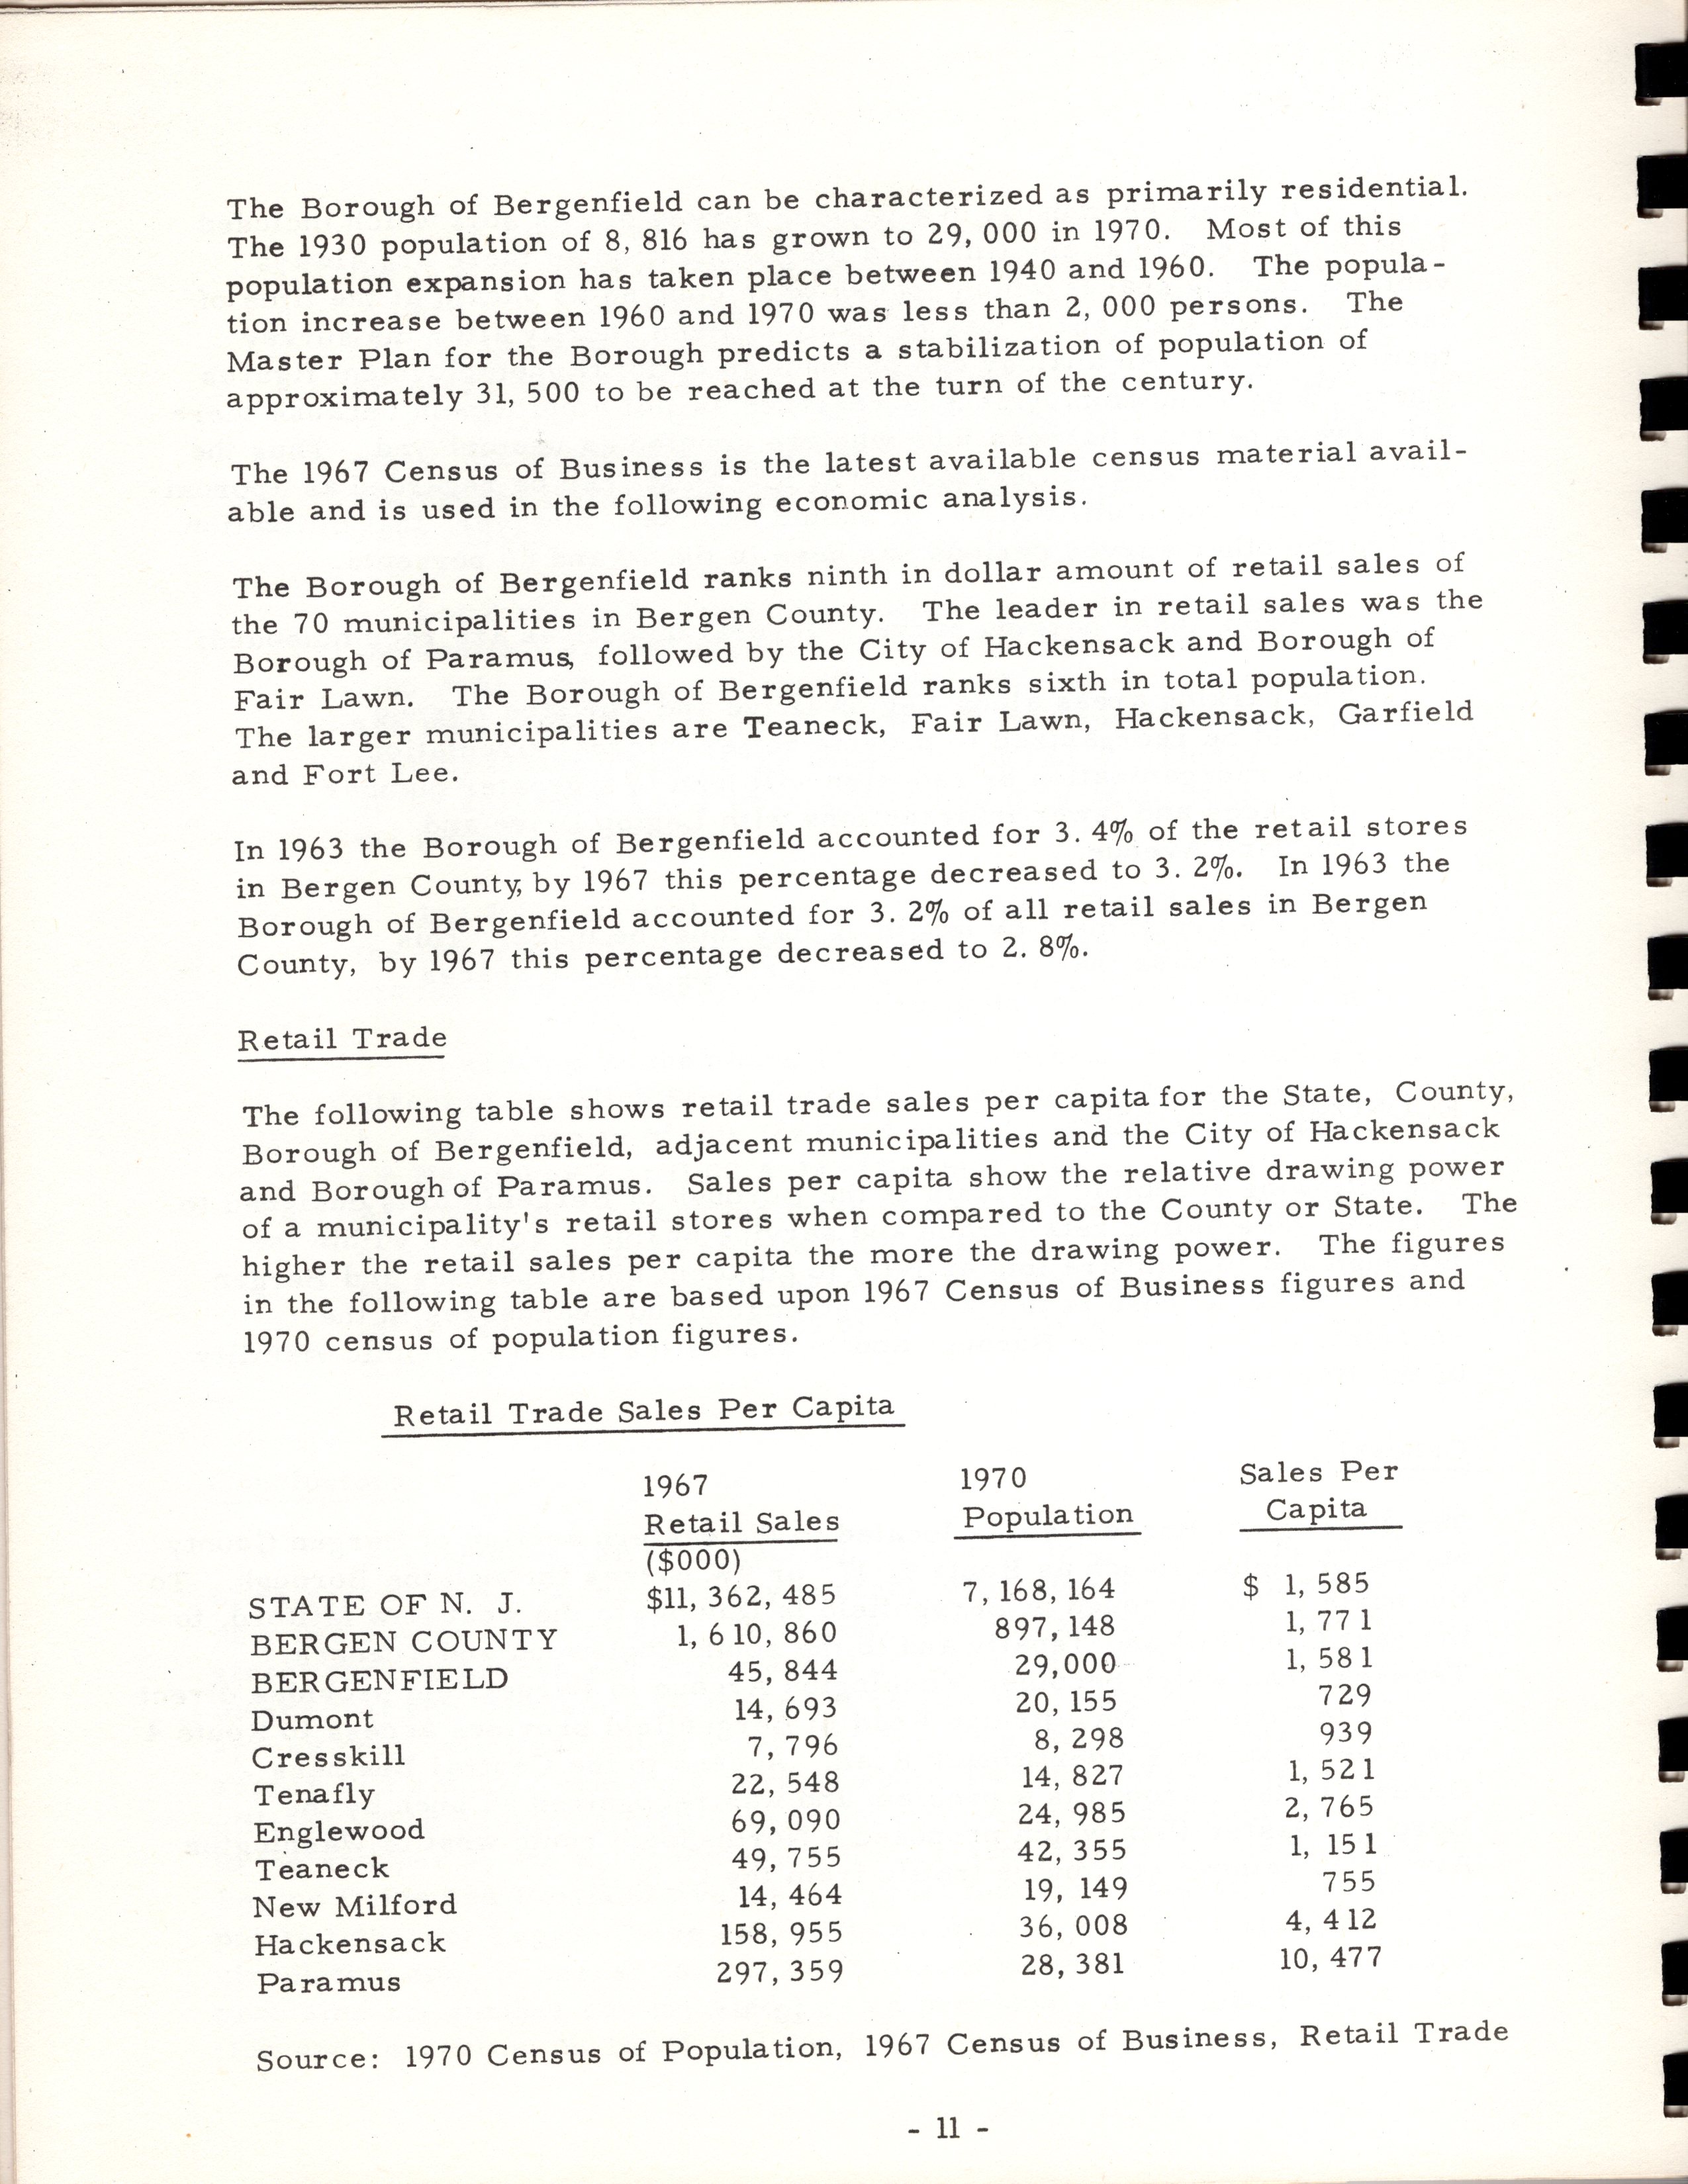 The Borough of Bergenfield can be characterized as primarily residential.
The 1930 population of 8, 816 has grown to 29, 000 in 1970. Most of this
population expansion has taken place between 1940 and 1960. The popula-
tion increase between 1960 and 1970 was less than 2, 000 persons. The
Master Plan for the Borough predicts a stabilization of population of
approximately 31, 500 to be reached at the turn of the century.
The 1967 Census of Business is the latest available census material avail-
able and is used in the following economic analysis.
The Borough of Bergenfield ranks ninth in dollar amount of retail sales of
the 70 municipalities in Bergen County. The leader in retail sales was the
Borough of Paramus, followed by the City of Hackensack and Borough of
Fair Lawn. The Borough of Bergenfield ranks sixth in total population.
The larger municipalities are Teaneck, Fair Lawn, Hackensack, Garfield
and Fort Lee.
In 1963 the Borough of Bergenfield accounted for 3. 4% of the retail stores
in Bergen County, by 1967 this percentage decreased to 3. 2%. In 1963 the
Borough of Bergenfield accounted for 3. 2% of all retail sales in Bergen
County, by 1967 this percentage decreased to 2. 8%.
Retail Trade
The following table shows retail trade sales per capita for the State, County,
Borough of Bergenfield, adjacent municipalities and the City of Hackensack
and Borough of Paramus. Sales per capita show the relative drawing power
of a municipality's retail stores when compared to the County or State. The
higher the retail sales per capita the more the drawing power. The figures
in the following table are based upon 1967 Census of Business figures and
1970 census of population figures.
Retail Trade Sales Per Capita
1967 1970 Sales Per
Retail Sales Population Capita
($000)
STATE OF N. J. $11, 362, 485 7, 168, 164 $ 1, 585
BERGEN COUNTY 1, 610, 860 897, 148 1, 771
BERGENFIELD 45, 844 29,000 1, 581
Dumont 14, 693 20, 155 729
Cresskill 7, 796 8, 298 939
Tenafly 22, 548 14, 827 1, 521
Englewood 69, 090 24, 985 2, 765
Teaneck 49, 755 42, 355 1, 151
New Milford 14, 464 19, 149 755
Hackensack 158, 955 36, 008 4, 412
Paramus 297, 359 28, 381 10, 477
Source: 1970 Census of Population, 1967 Census of Business, Retail Trade
- 11 -